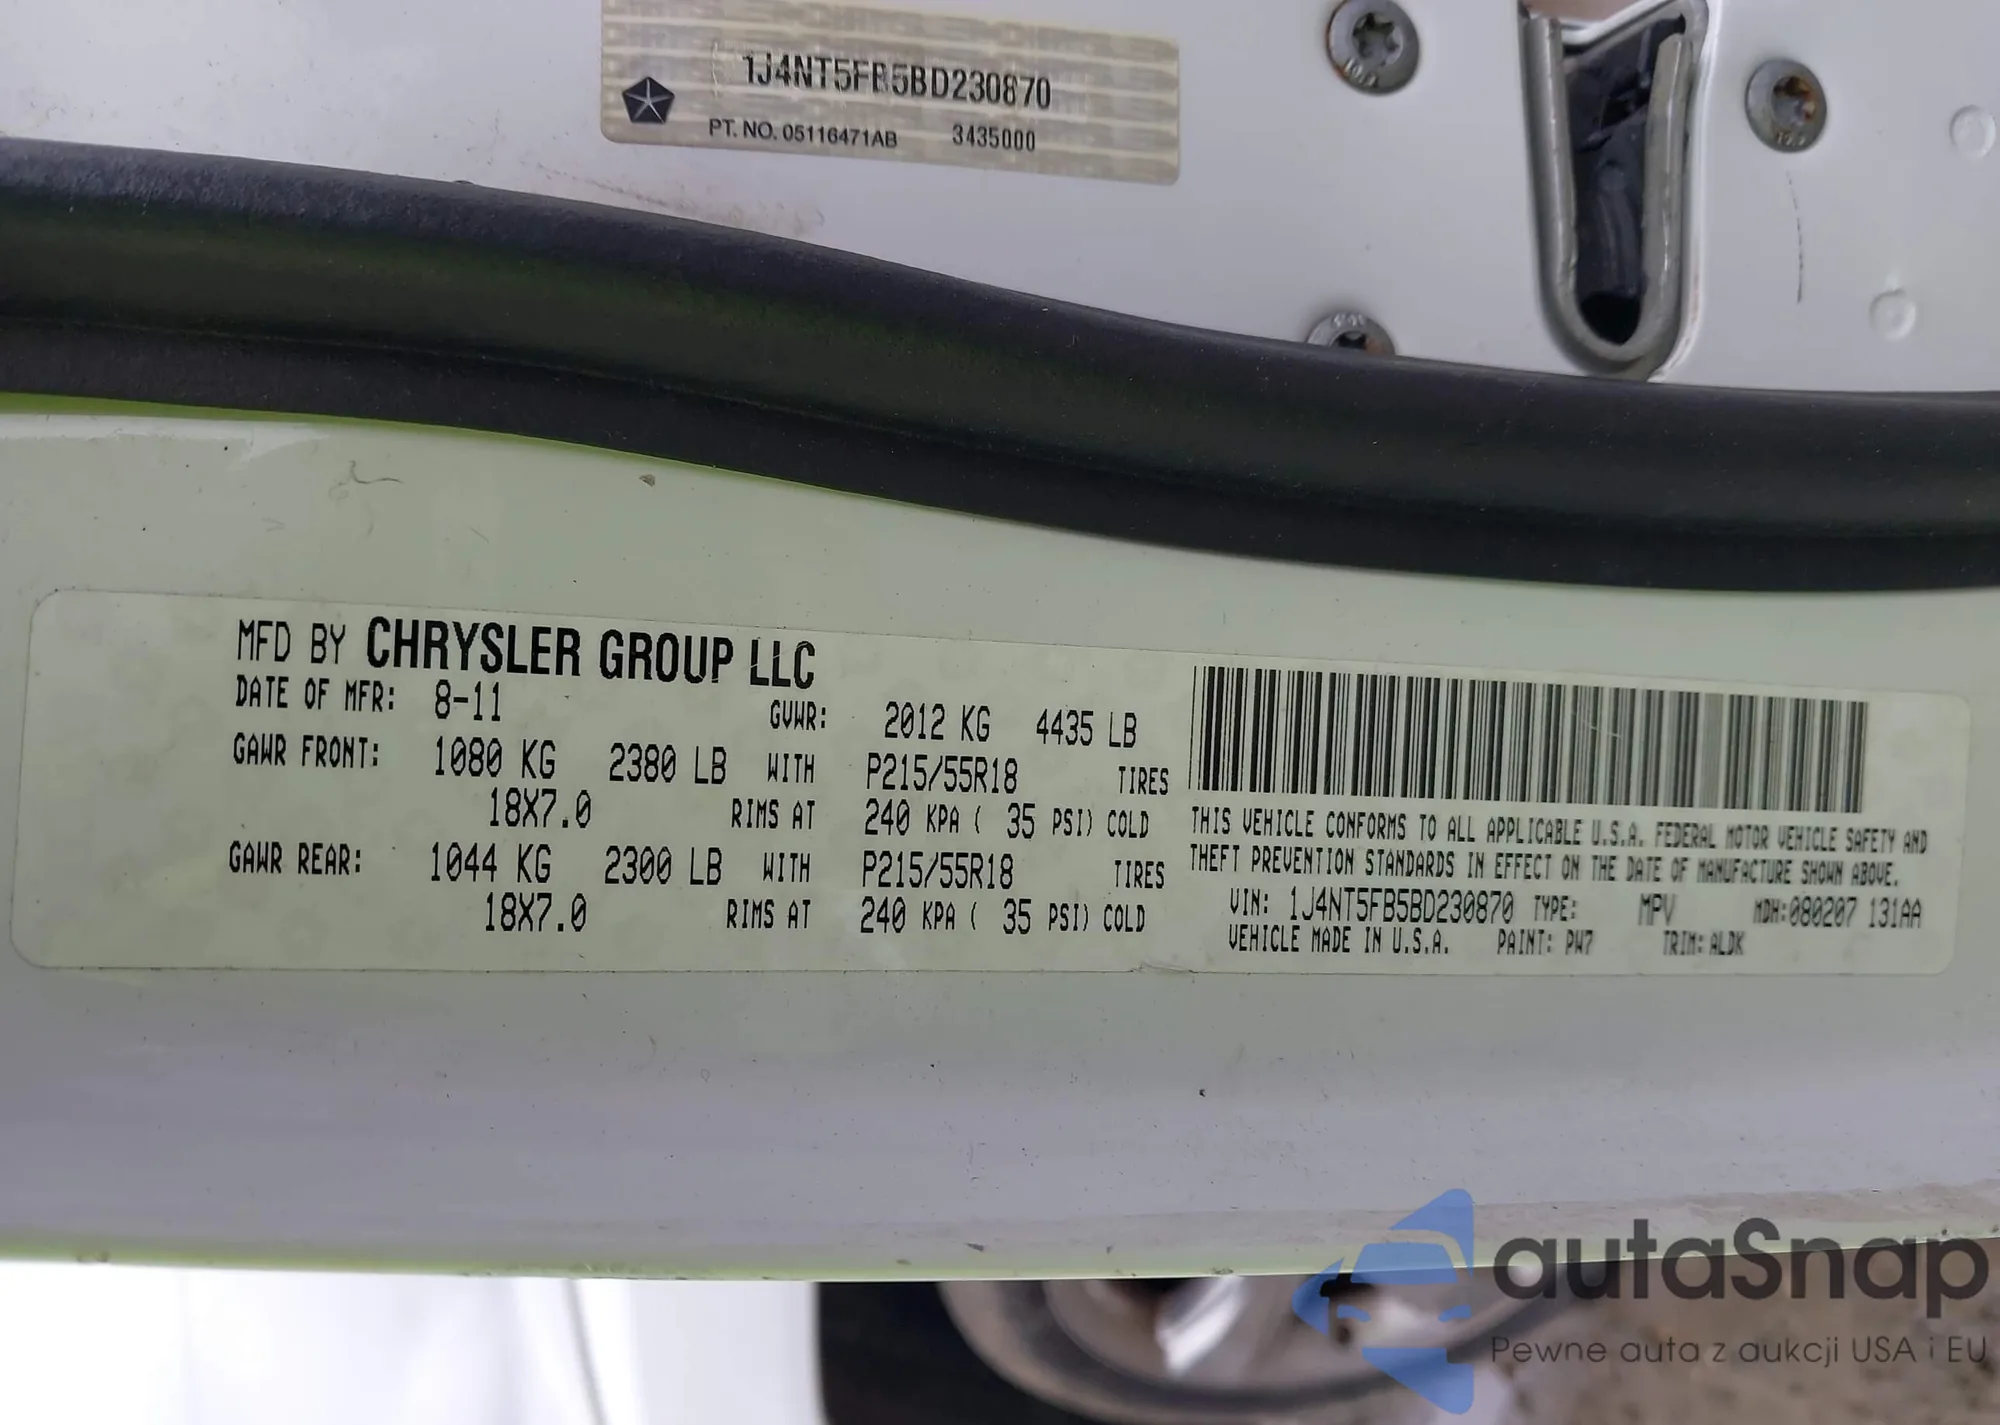 1J4NT5FB5BD230870
PT. NO. 05116471AB 3435000
MFD BY CHRYSLER GROUP LLC
DATE OF MFR: 8-11 GVWR: 2012 KG 4435 LB
GAWR FRONT: 1080 KG 2380 LB WITH P215/55R18 TIRES
18X7.0 RIMS AT 240 KPA ( 35 PSI) COLD
GAWR REAR: 1044 KG 2300 LB WITH P215/55R18 TIRES
18X7.0 RIMS AT 240 KPA ( 35 PSI) COLD
THIS VEHICLE CONFORMS TO ALL APPLICABLE U.S.A. FEDERAL MOTOR VEHICLE SAFETY AND
THEFT PREVENTION STANDARDS IN EFFECT ON THE DATE OF MANUFACTURE SHOWN ABOVE.
VIN: 1J4NT5FB5BD230870 TYPE: MPV MDH:080207 131AA
VEHICLE MADE IN U.S.A. PAINT: PW7 TRIM: ALDK
autaSnap
Pewne auta z aukcji USA i EU